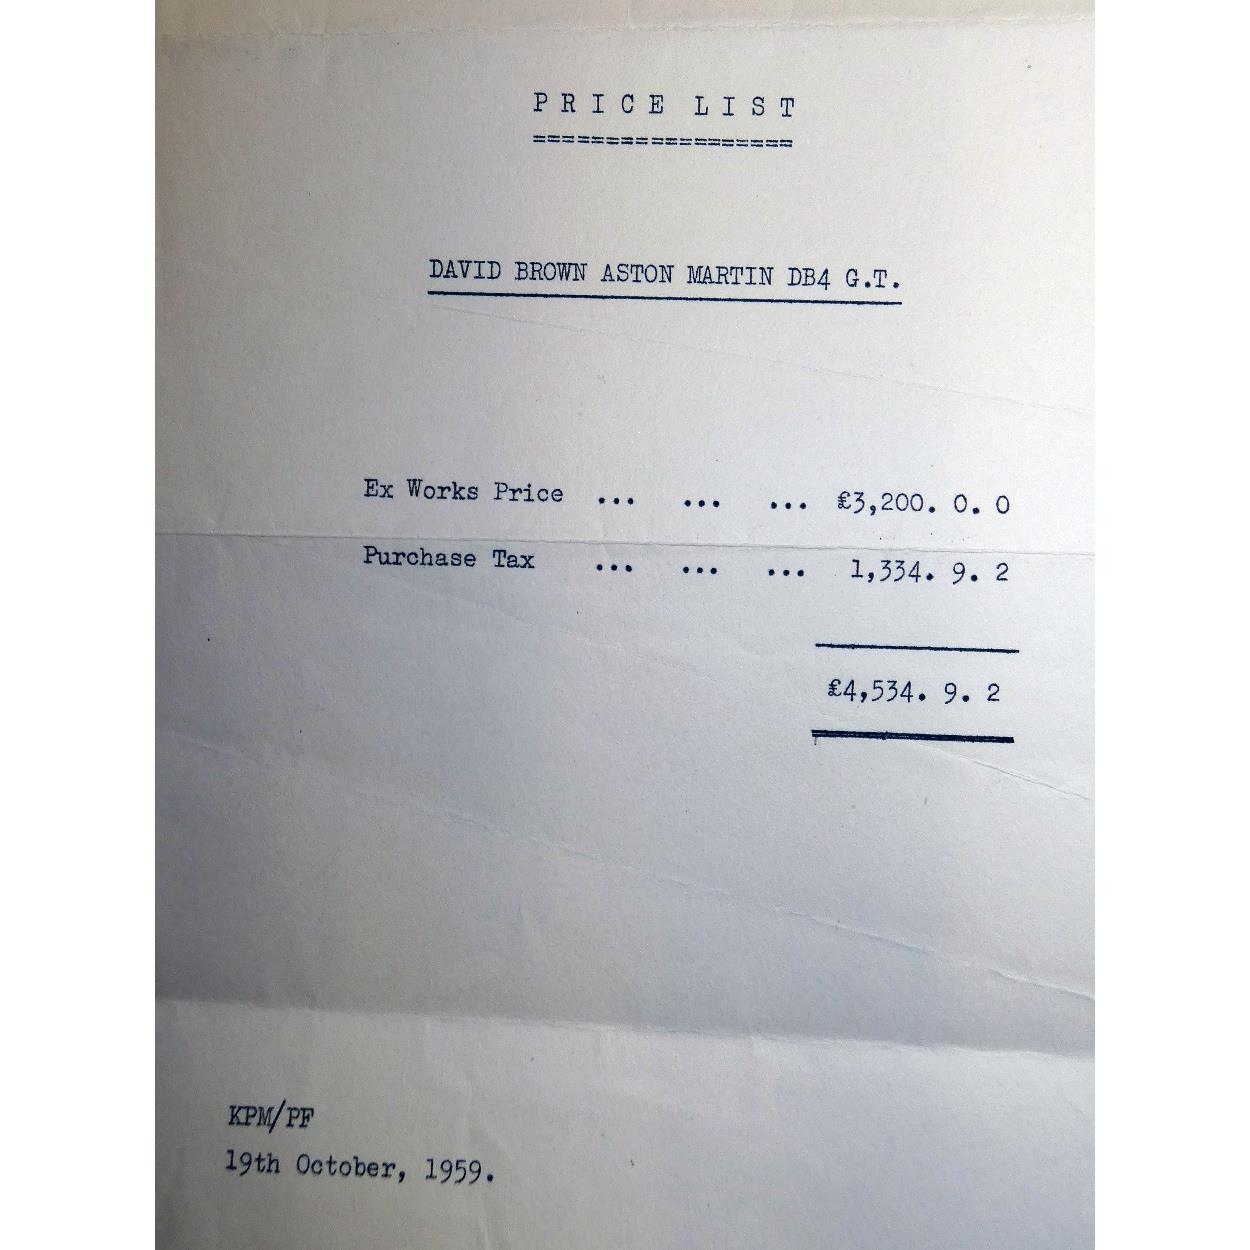 PRICE LIST
==================
DAVID BROWN ASTON MARTIN DB4 G.T.
Ex Works Price ... ... ... £3,200. 0. 0
Purchase Tax ... ... ... 1,334. 9. 2
£4,534. 9. 2
KPM/PF
19th October, 1959.